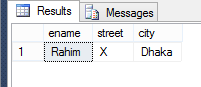 Results Messages
ename street city
1 Rahim X Dhaka